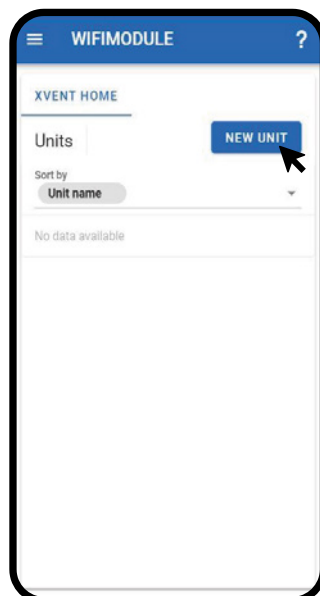 WIFIMODULE ?
XVENT HOME
Units NEW UNIT
Sort by
Unit name
No data available